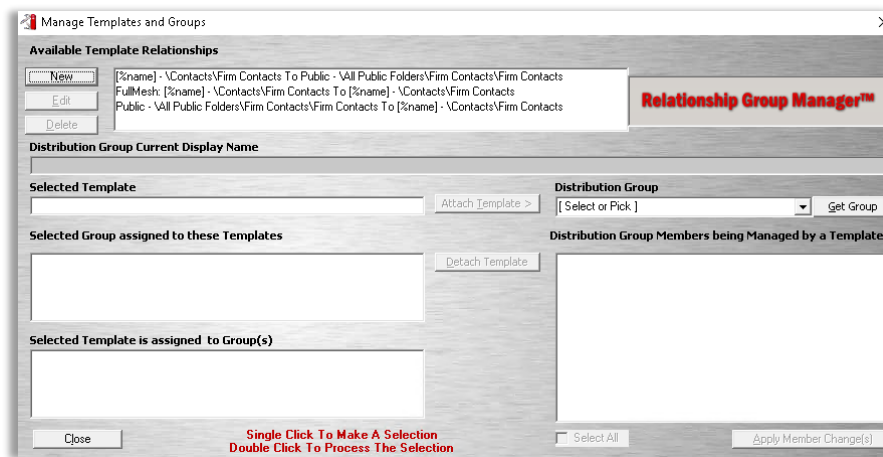 Manage Templates and Groups
Available Template Relationships
New
[%name] - \Contacts\Firm Contacts To Public - \All Public Folders\Firm Contacts\Firm Contacts
FullMesh: [%name] - \Contacts\Firm Contacts To [%name] - \Contacts\Firm Contacts
Edit
Public - \All Public Folders\Firm Contacts\Firm Contacts To [%name] - \Contacts\Firm Contacts
Relationship Group Manager™
Delete
Distribution Group Current Display Name
Selected Template
Distribution Group
Attach Template >
[ Select or Pick ]
Get Group
Selected Group assigned to these Templates
Distribution Group Members being Managed by a Template
Detach Template
Selected Template is assigned to Group(s)
Close
Single Click To Make A Selection
Double Click To Process The Selection
Select All
Apply Member Change(s)